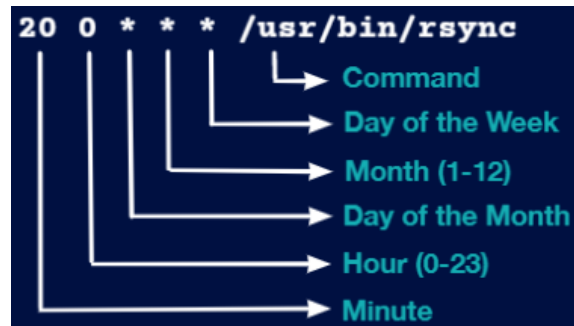 20 0 * * * /usr/bin/rsync
Command
Day of the Week
Month (1-12)
Day of the Month
Hour (0-23)
Minute